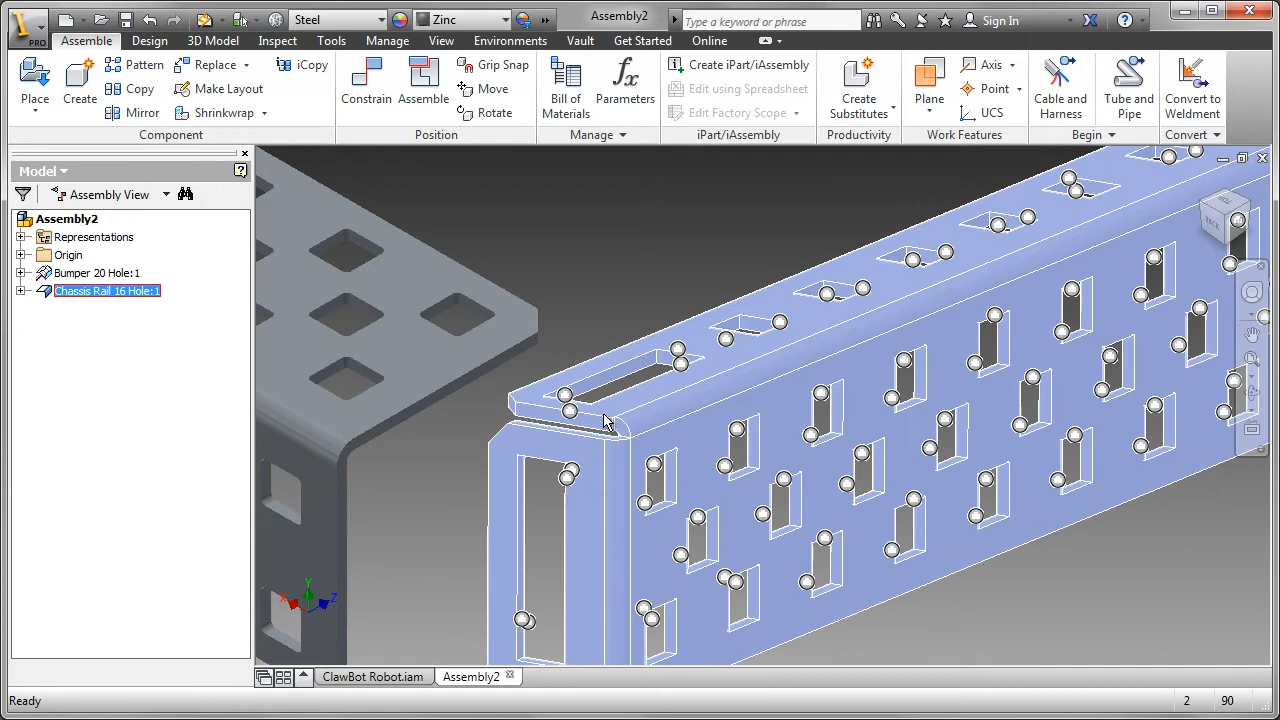 Steel
Zinc
Assembly2
Type a keyword or phrase
Sign In
PRO
Assemble
Design
3D Model
Inspect
Tools
Manage
View
Environments
Vault
Get Started
Online
Place
Create
Pattern
Copy
Mirror
Replace
Make Layout
Shrinkwrap
iCopy
Component
Constrain
Assemble
Grip Snap
Move
Rotate
Position
Bill of
Materials
Parameters
Manage
Create iPart/iAssembly
Edit using Spreadsheet
Edit Factory Scope
iPart/iAssembly
Create
Substitutes
Productivity
Plane
Axis
Point
UCS
Work Features
Cable and
Harness
Tube and
Pipe
Begin
Convert to
Weldment
Convert
Model
Assembly View
Assembly2
Representations
Origin
Bumper 20 Hole:1
Chassis Rail 16 Hole:1
BACK
Y
X
Z
ClawBot Robot.iam
Assembly2
Ready
2
90